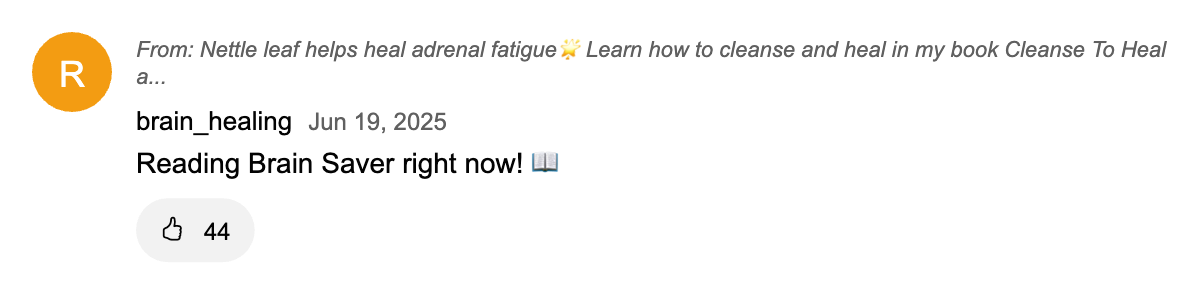 R
From: Nettle leaf helps heal adrenal fatigue🌟 Learn how to cleanse and heal in my book Cleanse To Heal
a...
brain_healing Jun 19, 2025
Reading Brain Saver right now! 📖
44